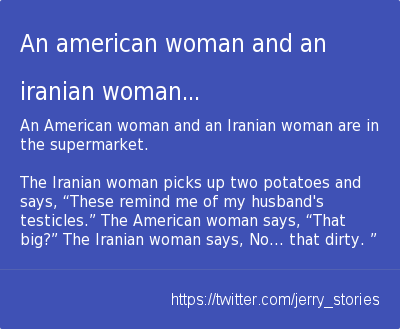 An american woman and an
iranian woman...
An American woman and an Iranian woman are in
the supermarket.
The Iranian woman picks up two potatoes and
says, “These remind me of my husband's
testicles.” The American woman says, “That
big?” The Iranian woman says, No... that dirty. ”
https://twitter.com/jerry_stories